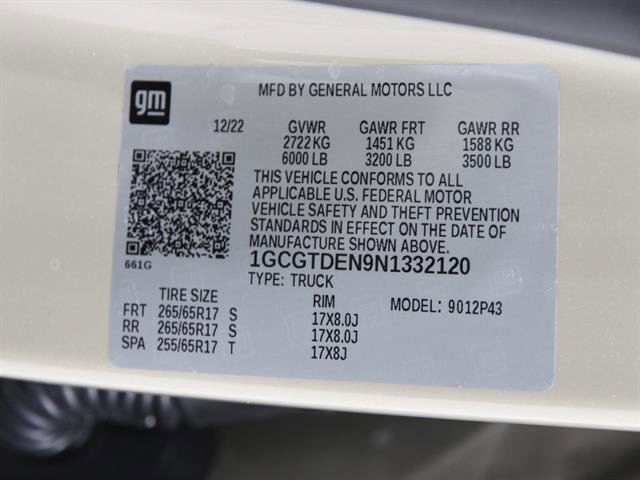 gm
MFD BY GENERAL MOTORS LLC
12/22 GVWR GAWR FRT GAWR RR
2722 KG 1451 KG 1588 KG
6000 LB 3200 LB 3500 LB
THIS VEHICLE CONFORMS TO ALL
APPLICABLE U.S. FEDERAL MOTOR
VEHICLE SAFETY AND THEFT PREVENTION
STANDARDS IN EFFECT ON THE DATE OF
MANUFACTURE SHOWN ABOVE.
661G
1GCGTDEN9N1332120
TYPE: TRUCK
TIRE SIZE RIM MODEL: 9012P43
FRT 265/65R17 S 17X8.0J
RR 265/65R17 S 17X8.0J
SPA 255/65R17 T 17X8J